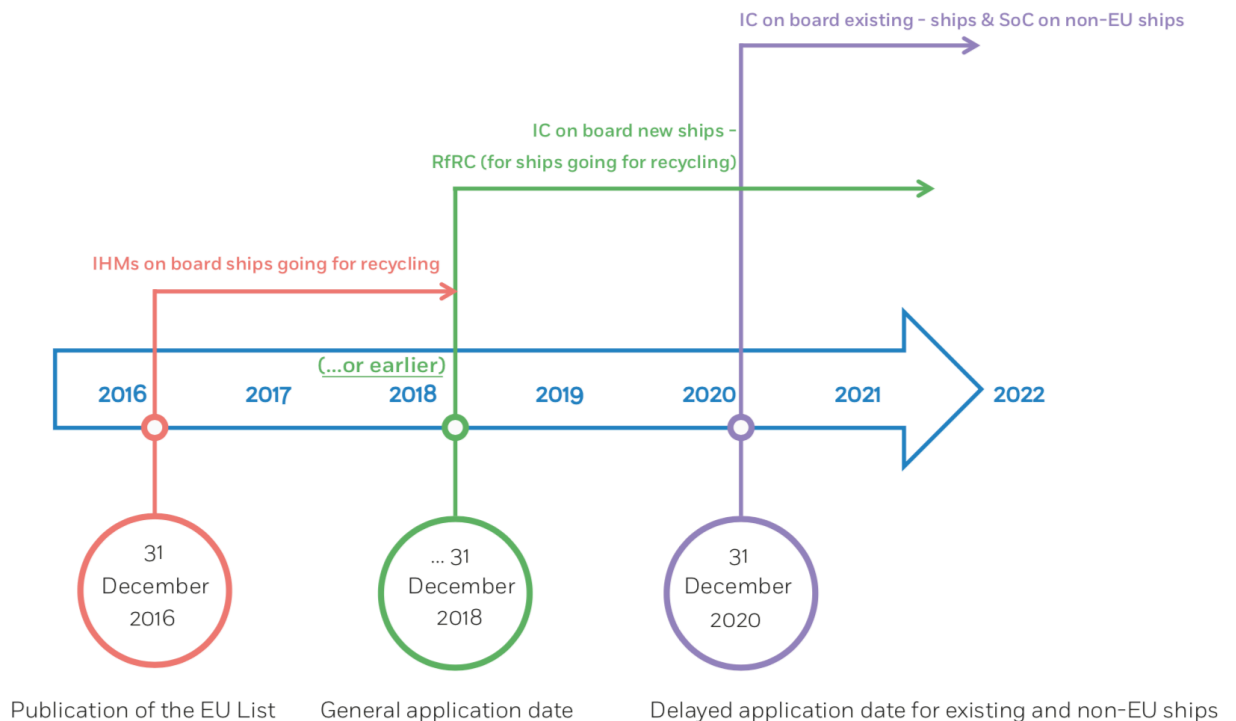 IC on board existing - ships & SoC on non-EU ships
IC on board new ships -
RfRC (for ships going for recycling)
IHMs on board ships going for recycling
(...or earlier)
2016 2017 2018 2019 2020 2021 2022
31
December
2016
... 31
December
2018
31
December
2020
Publication of the EU List
General application date
Delayed application date for existing and non-EU ships